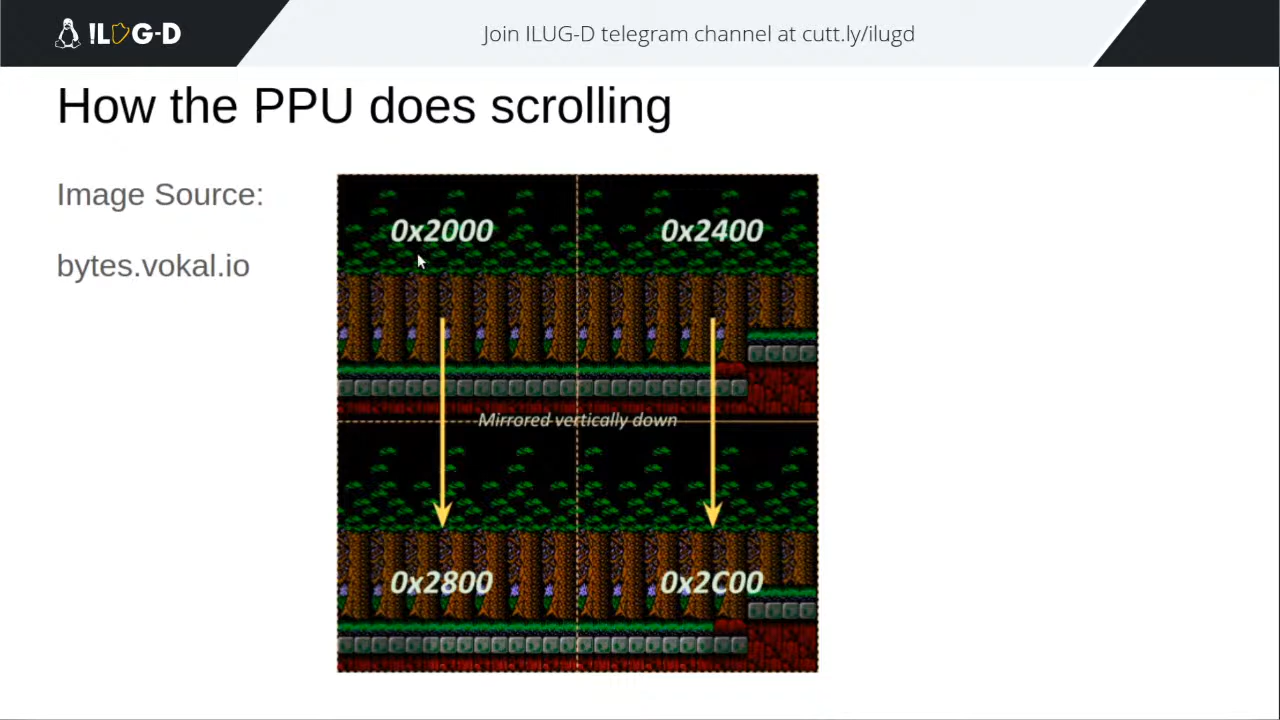 !LUG-D
Join ILUG-D telegram channel at cutt.ly/ilugd
How the PPU does scrolling
Image Source:
bytes.vokal.io
0x2000
0x2400
Mirrored vertically down
0x2800
0x2C00